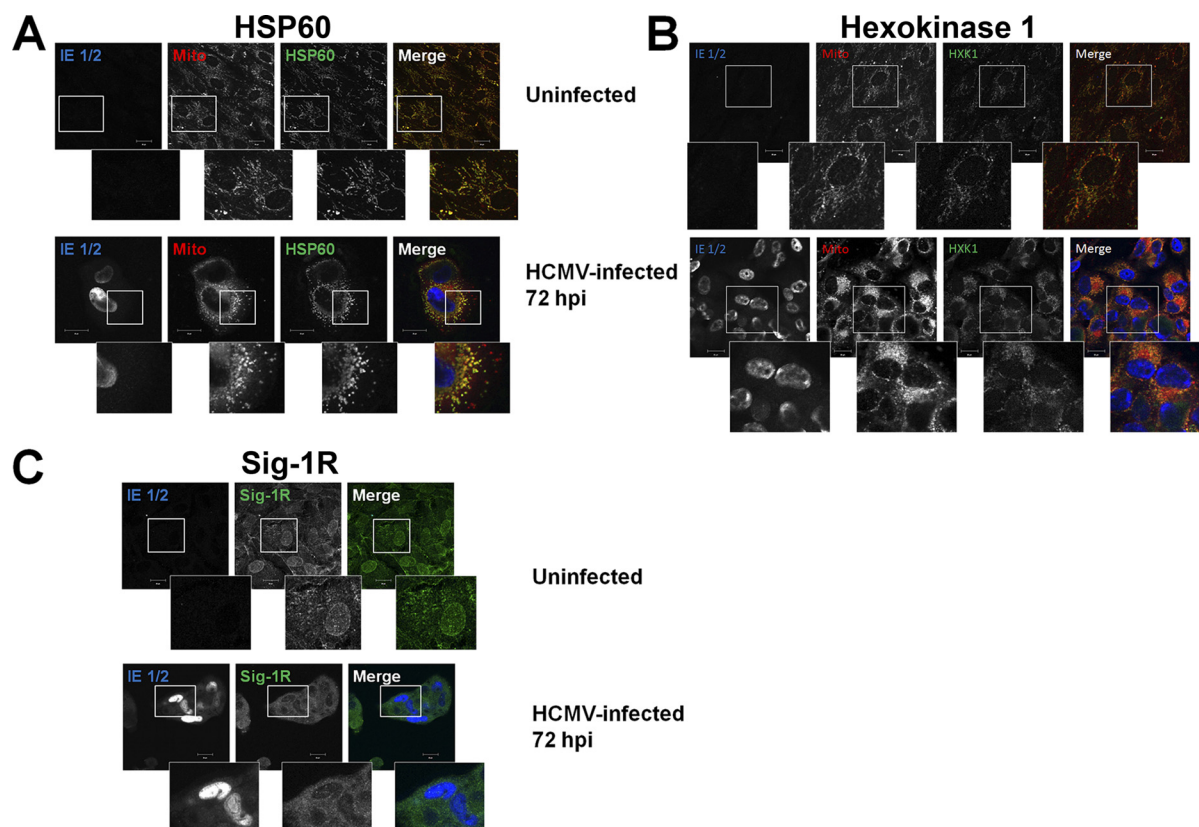 A
HSP60
IE 1/2 Mito HSP60 Merge
Uninfected
IE 1/2 Mito HSP60 Merge
HCMV-infected
72 hpi
B
Hexokinase 1
IE 1/2 Mito HXK1 Merge
IE 1/2 Mito HXK1 Merge
C
Sig-1R
IE 1/2 Sig-1R Merge
Uninfected
IE 1/2 Sig-1R Merge
HCMV-infected
72 hpi